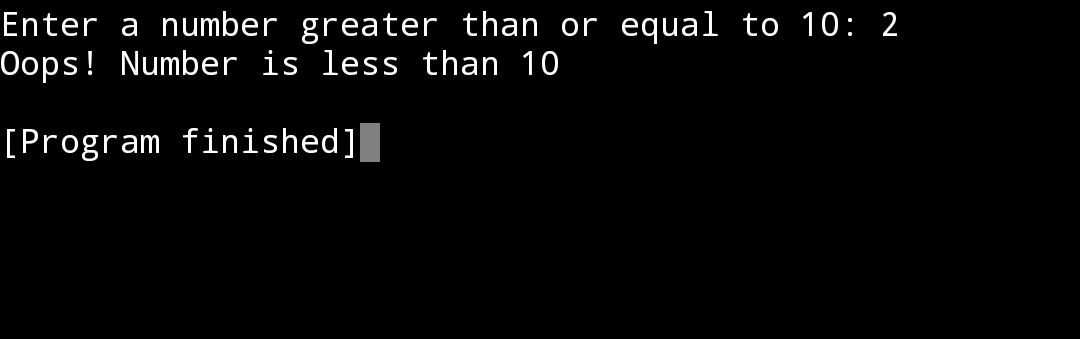 Enter a number greater than or equal to 10: 2
Oops! Number is less than 10
[Program finished]